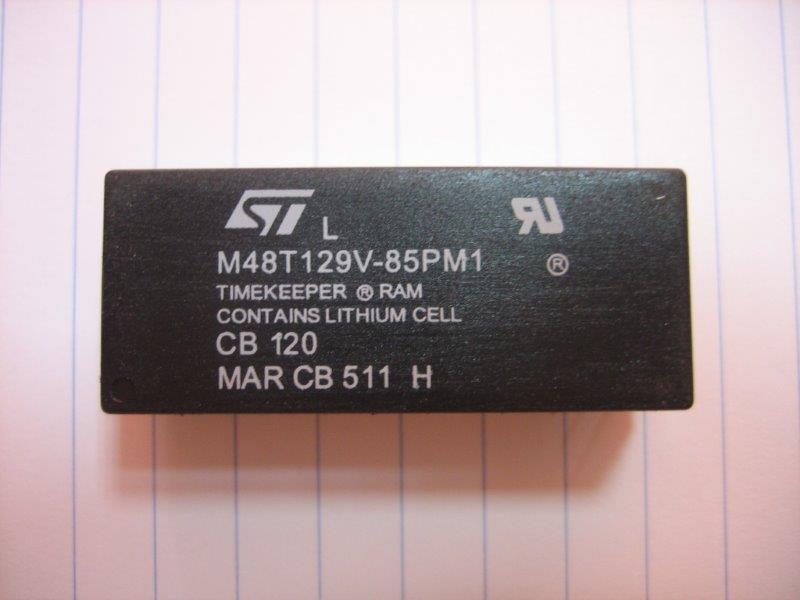 ST
L
M48T129V-85PM1 ®
TIMEKEEPER ® RAM
CONTAINS LITHIUM CELL
CB 120
MAR CB 511 H